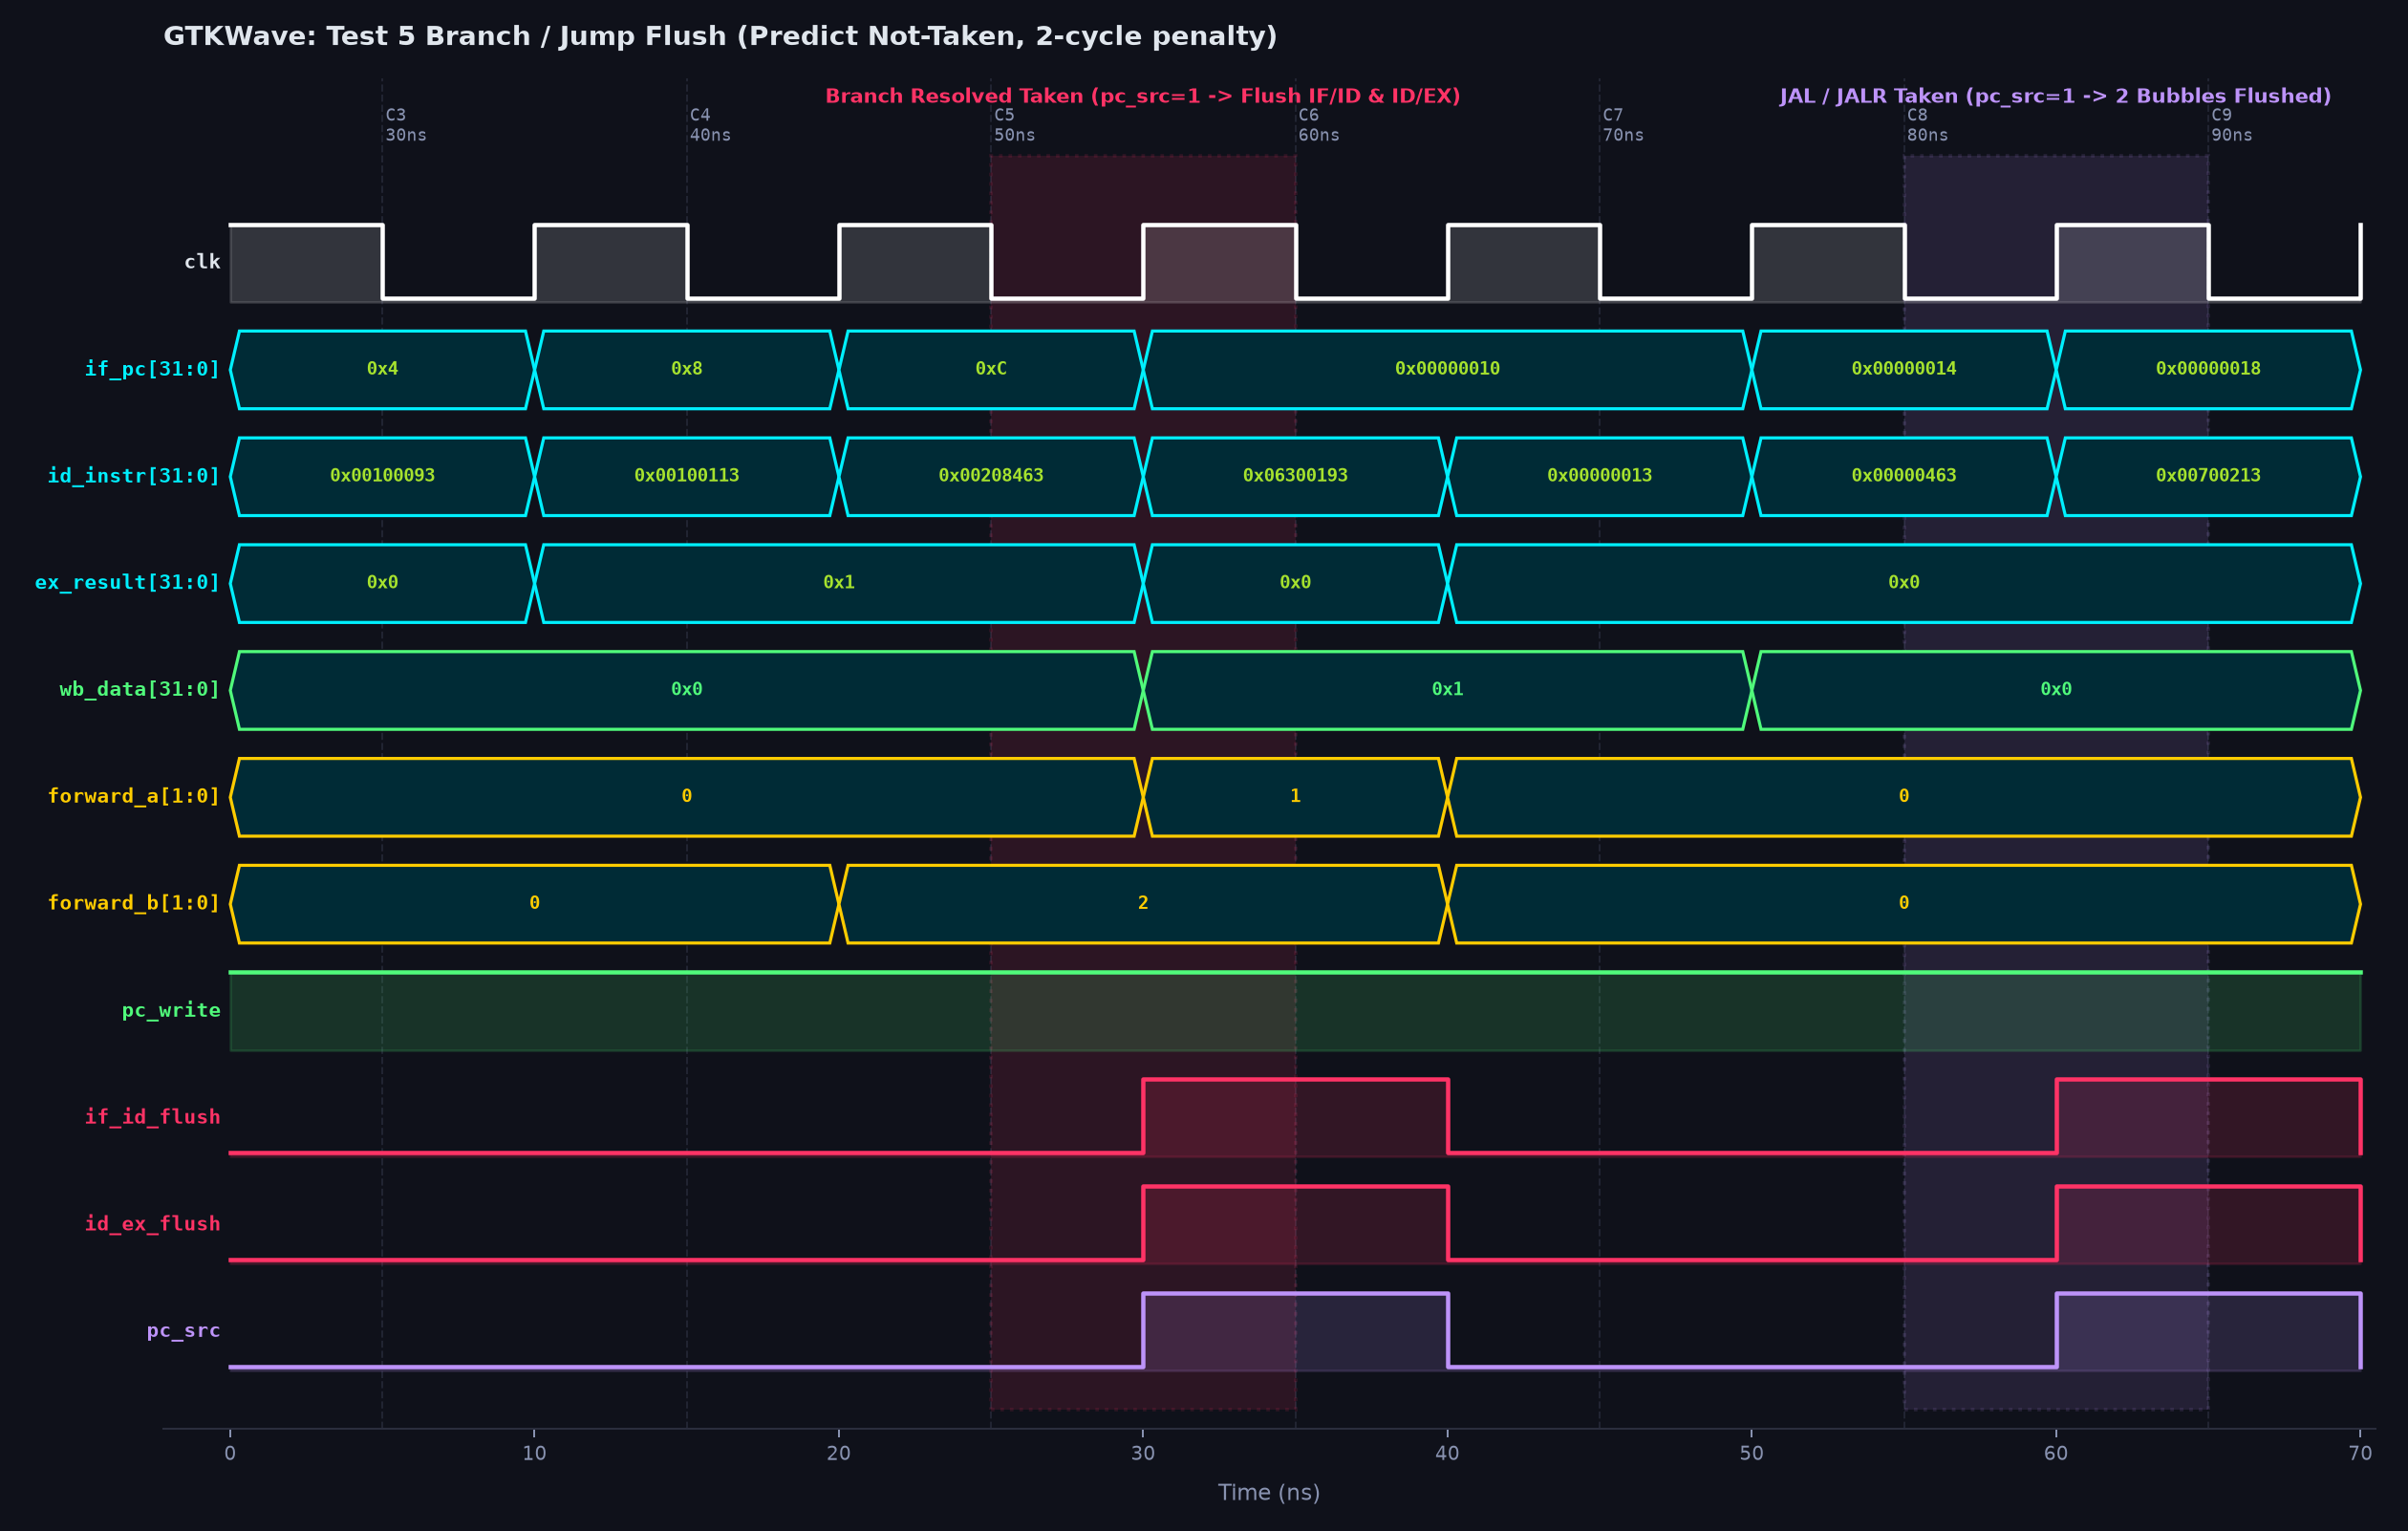 GTKWave: Test 5 Branch / Jump Flush (Predict Not-Taken, 2-cycle penalty)
Branch Resolved Taken (pc_src=1 -> Flush IF/ID & ID/EX)
JAL / JALR Taken (pc_src=1 -> 2 Bubbles Flushed)
C3 C4 C5 C6 C7 C8 C9
30ns 40ns 50ns 60ns 70ns 80ns 90ns
clk
if_pc[31:0] 0x4 0x8 0xC 0x00000010 0x00000014 0x00000018
id_instr[31:0] 0x00100093 0x00100113 0x00208463 0x06300193 0x00000013 0x00000463 0x00700213
ex_result[31:0] 0x0 0x1 0x0 0x0
wb_data[31:0] 0x0 0x1 0x0
forward_a[1:0] 0 1 0
forward_b[1:0] 0 2 0
pc_write
if_id_flush
id_ex_flush
pc_src
0 10 20 30 40 50 60 70
Time (ns)